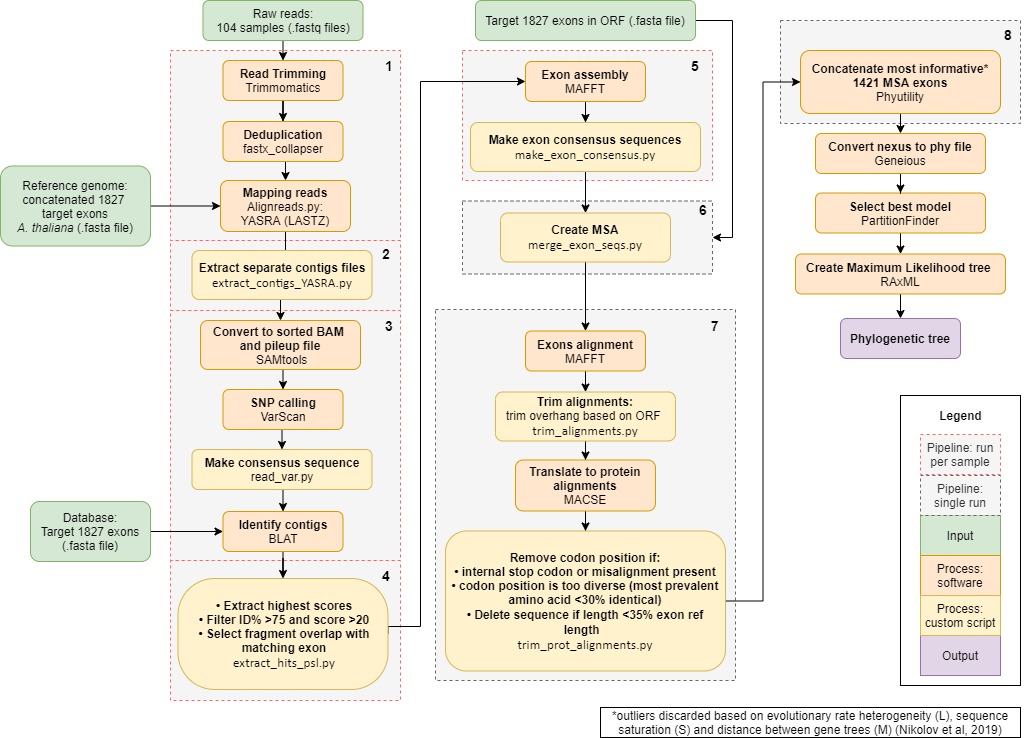 Raw reads:
104 samples (.fastq files)
1
Read Trimming
Trimmomatics
Deduplication
fastx_collapser
Reference genome:
concatenated 1827
target exons
A. thaliana (.fasta file)
Mapping reads
Alignreads.py:
YASRA (LASTZ)
2
Extract separate contigs files
extract_contigs_YASRA.py
3
Convert to sorted BAM
and pileup file
SAMtools
SNP calling
VarScan
Make consensus sequence
read_var.py
Database:
Target 1827 exons
(.fasta file)
Identify contigs
BLAT
4
• Extract highest scores
• Filter ID% >75 and score >20
• Select fragment overlap with
matching exon
extract_hits_psl.py
Target 1827 exons in ORF (.fasta file)
5
Exon assembly
MAFFT
Make exon consensus sequences
make_exon_consensus.py
6
Create MSA
merge_exon_seqs.py
7
Exons alignment
MAFFT
Trim alignments:
trim overhang based on ORF
trim_alignments.py
Translate to protein
alignments
MACSE
Remove codon position if:
• internal stop codon or misalignment present
• codon position is too diverse (most prevalent
amino acid <30% identical)
• Delete sequence if length <35% exon ref
length
trim_prot_alignments.py
8
Concatenate most informative*
1421 MSA exons
Phyutility
Convert nexus to phy file
Geneious
Select best model
PartitionFinder
Create Maximum Likelihood tree
RAxML
Phylogenetic tree
Legend
Pipeline: run
per sample
Pipeline:
single run
Input
Process:
software
Process:
custom script
Output
*outliers discarded based on evolutionary rate heterogeneity (L), sequence
saturation (S) and distance between gene trees (M) (Nikolov et al, 2019)